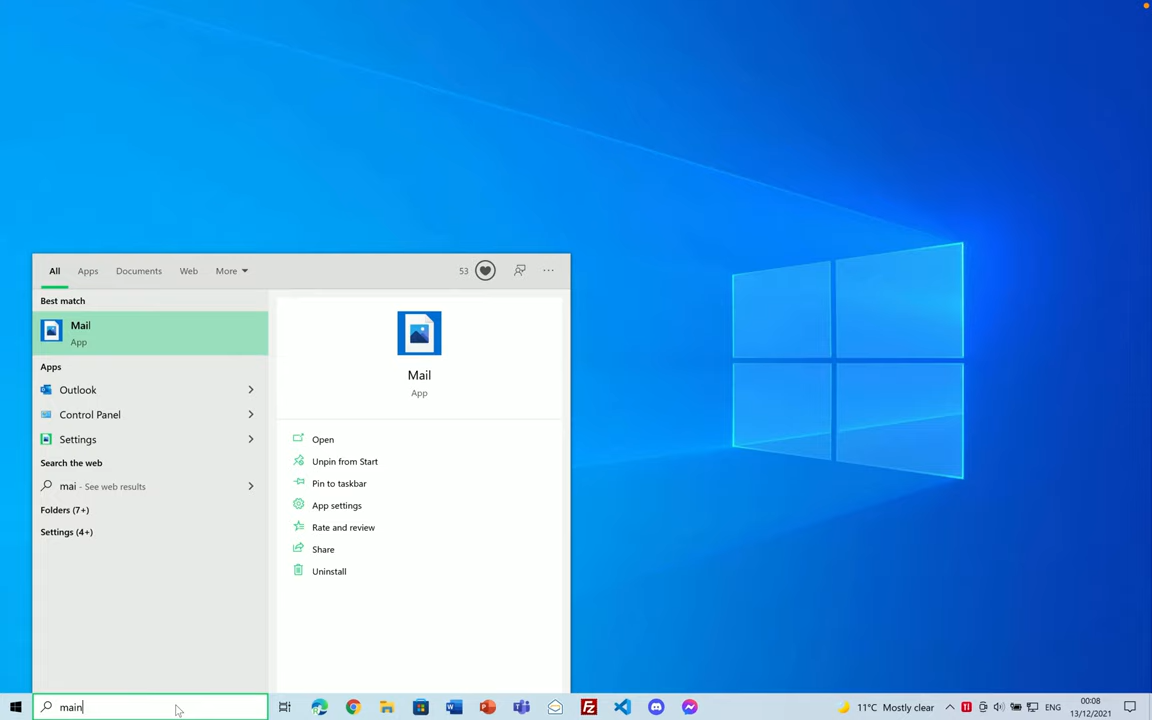 All Apps Documents Web More 53
Best match
Mail
App
Mail
App
Apps
Outlook
Control Panel
Settings
Search the web
mai - See web results
Folders (7+)
Settings (4+)
Open
Unpin from Start
Pin to taskbar
App settings
Rate and review
Share
Uninstall
main
11°C Mostly clear
ENG
00:08
13/12/2021